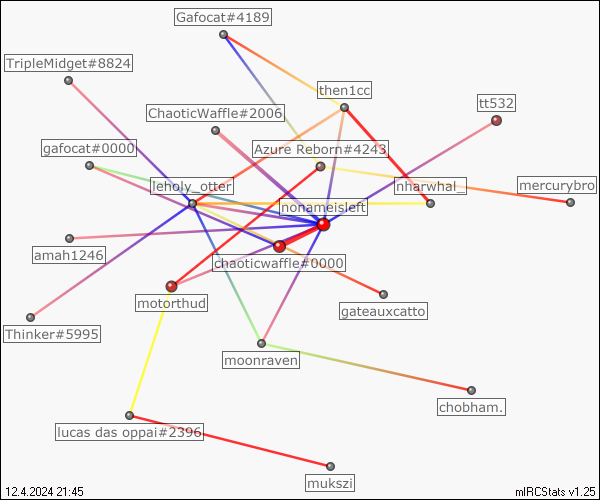 Gafocat#4189
TripleMidget#8824
then1cc
tt532
ChaoticWaffle#2006
gafocat#0000
Azure Reborn#4243
leholy_otter
nharwhal_
mercurybro
nonameisleft
amah1246
chaoticwaffle#0000
motorthud
gateauxcatto
Thinker#5995
moonraven
chobham.
lucas das oppai#2396
mukszi
12.4.2024 21:45
mIRCStats v1.25